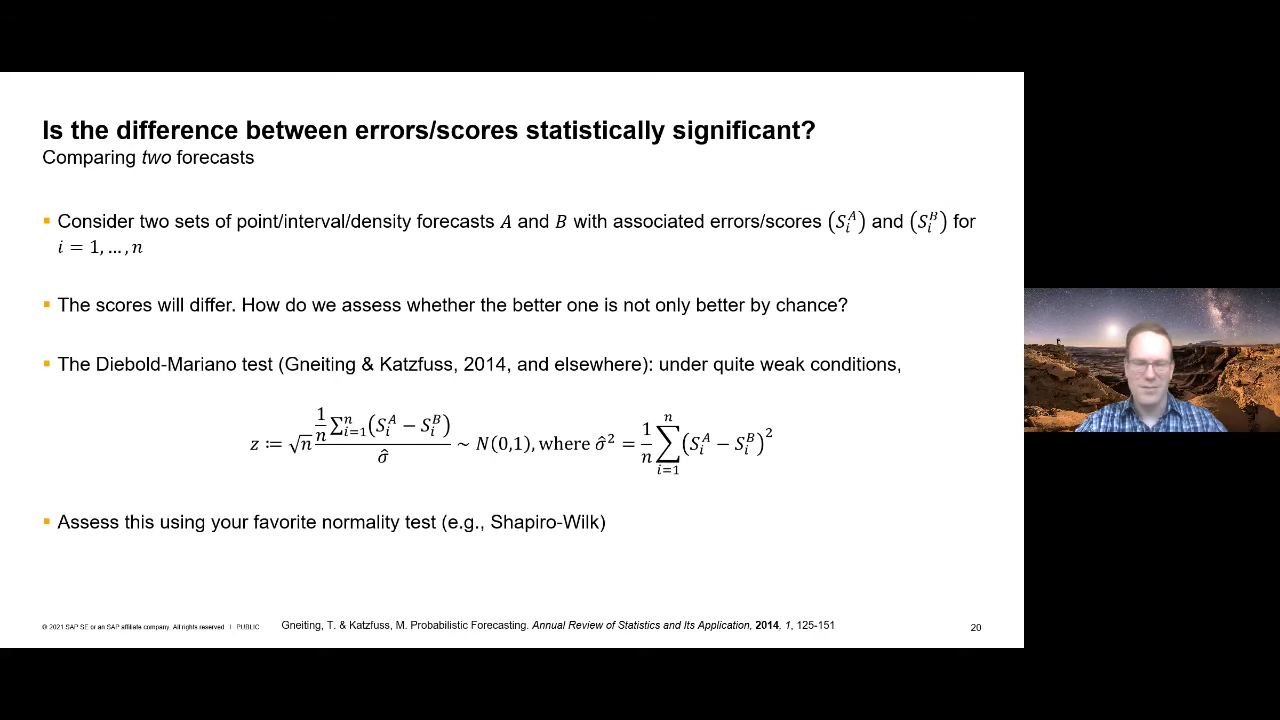 Is the difference between errors/scores statistically significant?
Comparing two forecasts
▪ Consider two sets of point/interval/density forecasts A and B with associated errors/scores (S_i^A) and (S_i^B) for
i = 1, … , n
▪ The scores will differ. How do we assess whether the better one is not only better by chance?
▪ The Diebold-Mariano test (Gneiting & Katzfuss, 2014, and elsewhere): under quite weak conditions,
z ≔ √n (1/n ∑_{i=1}^n (S_i^A − S_i^B)) / σ̂ ~ N(0,1), where σ̂² = 1/n ∑_{i=1}^n (S_i^A − S_i^B)²
▪ Assess this using your favorite normality test (e.g., Shapiro-Wilk)
© 2021 SAP SE or an SAP affiliate company. All rights reserved. I PUBLIC
Gneiting, T. & Katzfuss, M. Probabilistic Forecasting. Annual Review of Statistics and Its Application, 2014, 1, 125-151
20